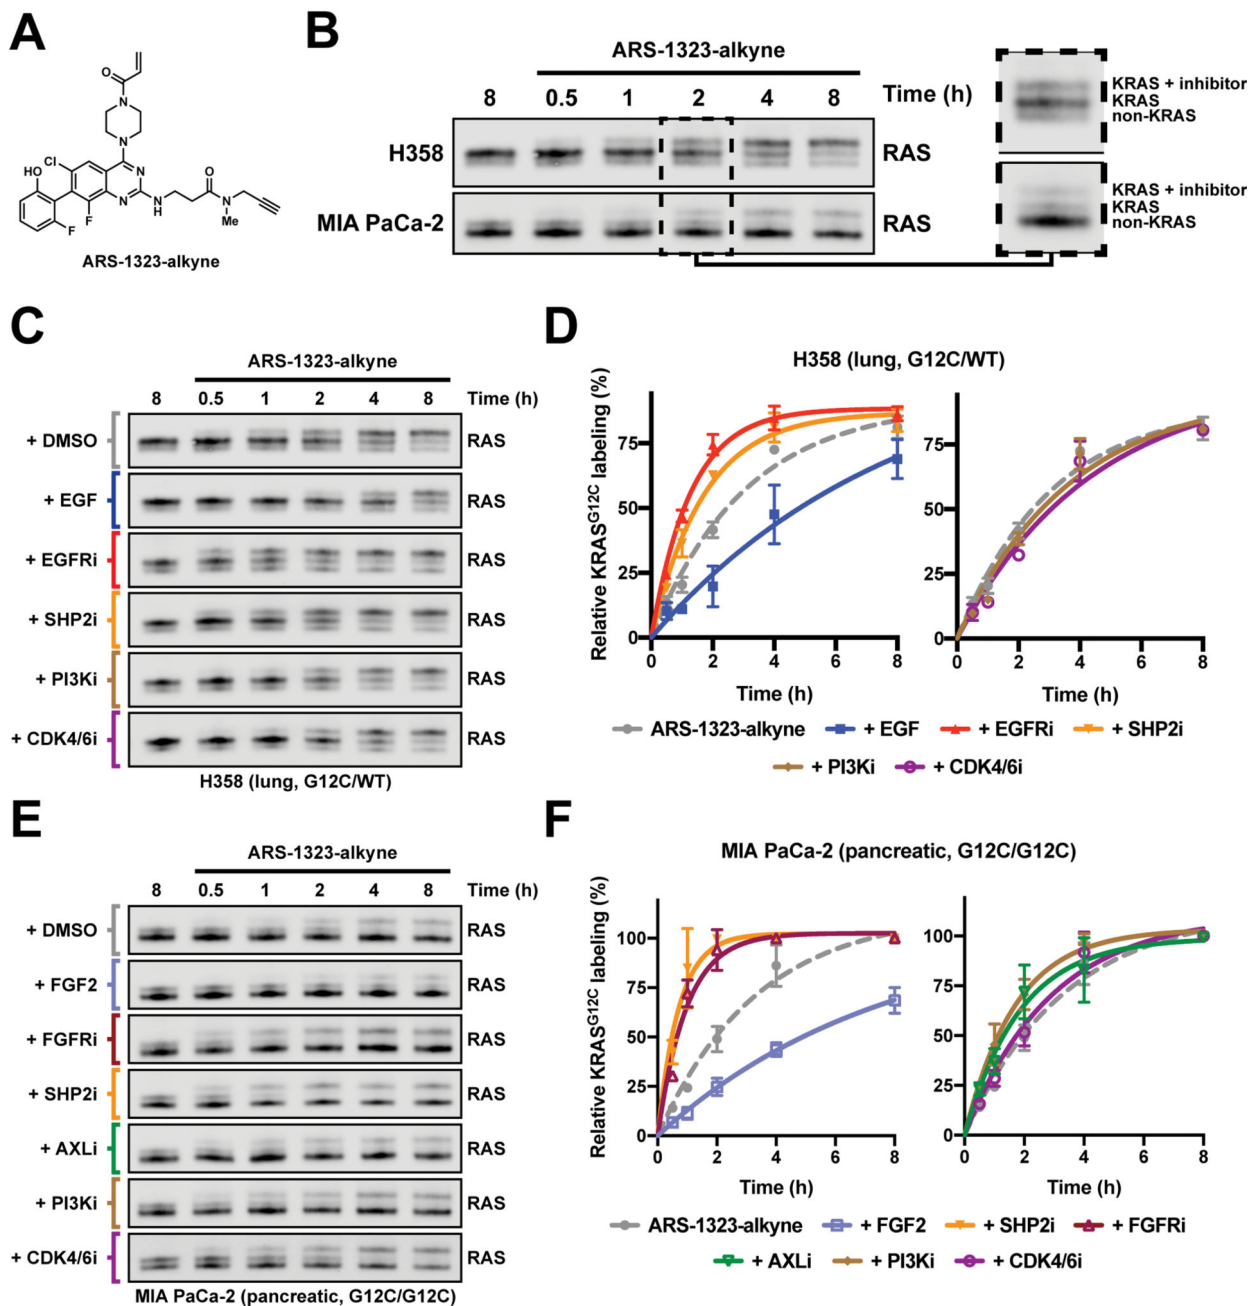 A
O
N
N
Cl
HO
N
F
F
N
N
H
O
N
Me
ARS-1323-alkyne
B
ARS-1323-alkyne
8 0.5 1 2 4 8 Time (h)
H358 RAS
MIA PaCa-2 RAS
KRAS + inhibitor
KRAS
non-KRAS
KRAS + inhibitor
KRAS
non-KRAS
C
ARS-1323-alkyne
8 0.5 1 2 4 8 Time (h)
+ DMSO RAS
+ EGF RAS
+ EGFRi RAS
+ SHP2i RAS
+ PI3Ki RAS
+ CDK4/6i RAS
H358 (lung, G12C/WT)
D
H358 (lung, G12C/WT)
Relative KRASG12C labeling (%)
75 75
50 50
25 25
0 0
0 2 4 6 8 0 2 4 6 8
Time (h) Time (h)
ARS-1323-alkyne + EGF + EGFRi + SHP2i
+ PI3Ki + CDK4/6i
E
ARS-1323-alkyne
8 0.5 1 2 4 8 Time (h)
+ DMSO RAS
+ FGF2 RAS
+ FGFRi RAS
+ SHP2i RAS
+ AXLi RAS
+ PI3Ki RAS
+ CDK4/6i RAS
MIA PaCa-2 (pancreatic, G12C/G12C)
F
MIA PaCa-2 (pancreatic, G12C/G12C)
Relative KRASG12C labeling (%)
100 100
75 75
50 50
25 25
0 0
0 2 4 6 8 0 2 4 6 8
Time (h) Time (h)
ARS-1323-alkyne + FGF2 + SHP2i + FGFRi
+ AXLi + PI3Ki + CDK4/6i